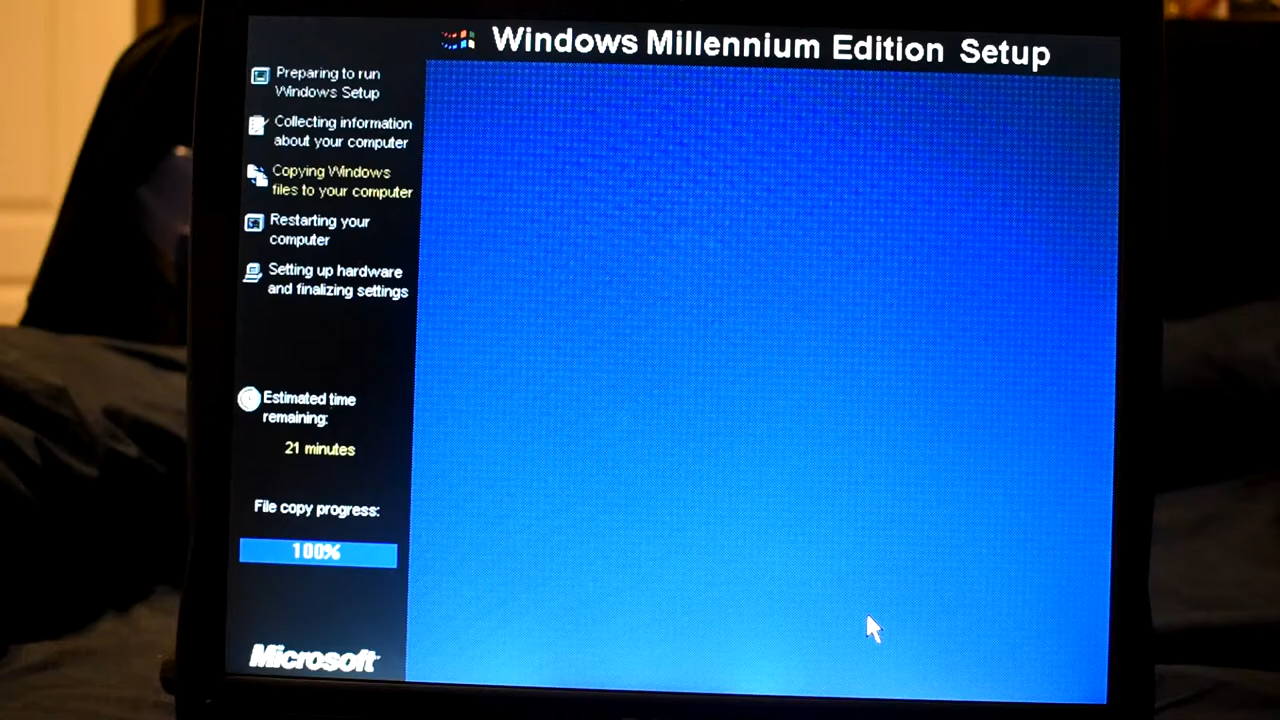 Windows Millennium Edition Setup
Preparing to run
Windows Setup
Collecting information
about your computer
Copying Windows
files to your computer
Restarting your
computer
Setting up hardware
and finalizing settings
Estimated time
remaining:
21 minutes
File copy progress:
100%
Microsoft